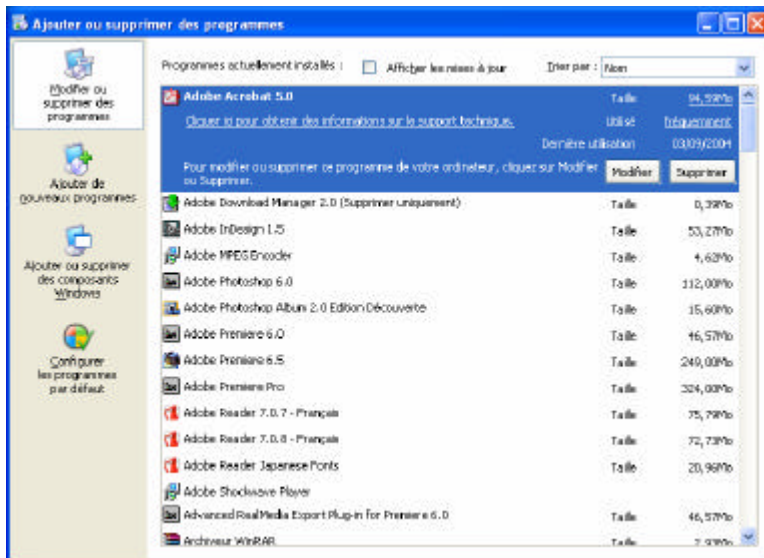 Ajouter ou supprimer des programmes
Modifier ou
supprimer des
programmes
Ajouter de
nouveaux programmes
Ajouter ou supprimer
des composants
Windows
Configurer
les programmes
par défaut
Programmes actuellement installés : Afficher les mises à jour Trier par : Nom
Adobe Acrobat 5.0 Taille 94,59Mo
Cliquer ici pour obtenir des informations sur le support technique. Utilisé fréquemment
Dernière utilisation 03/09/2004
Pour modifier ou supprimer ce programme de votre ordinateur, cliquez sur Modifier
ou Supprimer. Modifier Supprimer
Adobe Download Manager 2.0 (Supprimer uniquement) Taille 0,39Mo
Adobe InDesign 1.5 Taille 53,27Mo
Adobe MPEG Encoder Taille 4,62Mo
Adobe Photoshop 6.0 Taille 112,00Mo
Adobe Photoshop Album 2.0 Edition Découverte Taille 15,60Mo
Adobe Premiere 6.0 Taille 46,57Mo
Adobe Premiere 6.5 Taille 249,00Mo
Adobe Premiere Pro Taille 324,00Mo
Adobe Reader 7.0.7 - Français Taille 75,79Mo
Adobe Reader 7.0.8 - Français Taille 72,73Mo
Adobe Reader Japanese Fonts Taille 20,96Mo
Adobe Shockwave Player
Advanced RealMedia Export Plug-in for Premiere 6.0 Taille 46,57Mo
Archiveur WinRAR Taille 2,93Mo